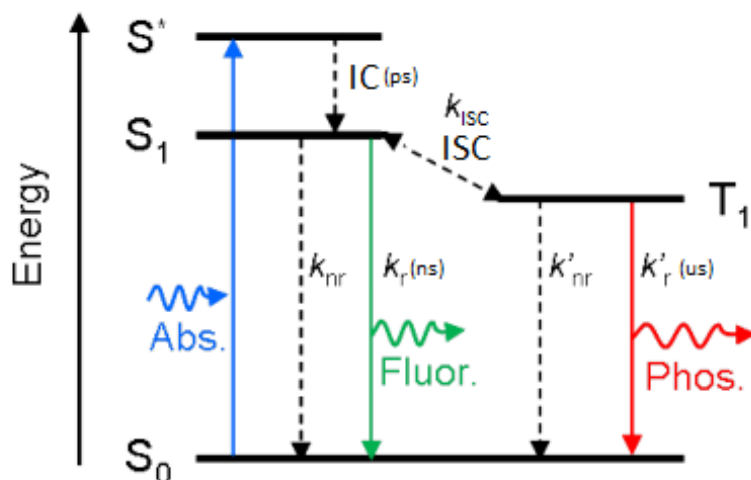 Energy
S*
IC (ps)
S1
kISC
ISC
T1
knr
kr (ns)
k'nr
k'r (us)
Abs.
Fluor.
Phos.
S0